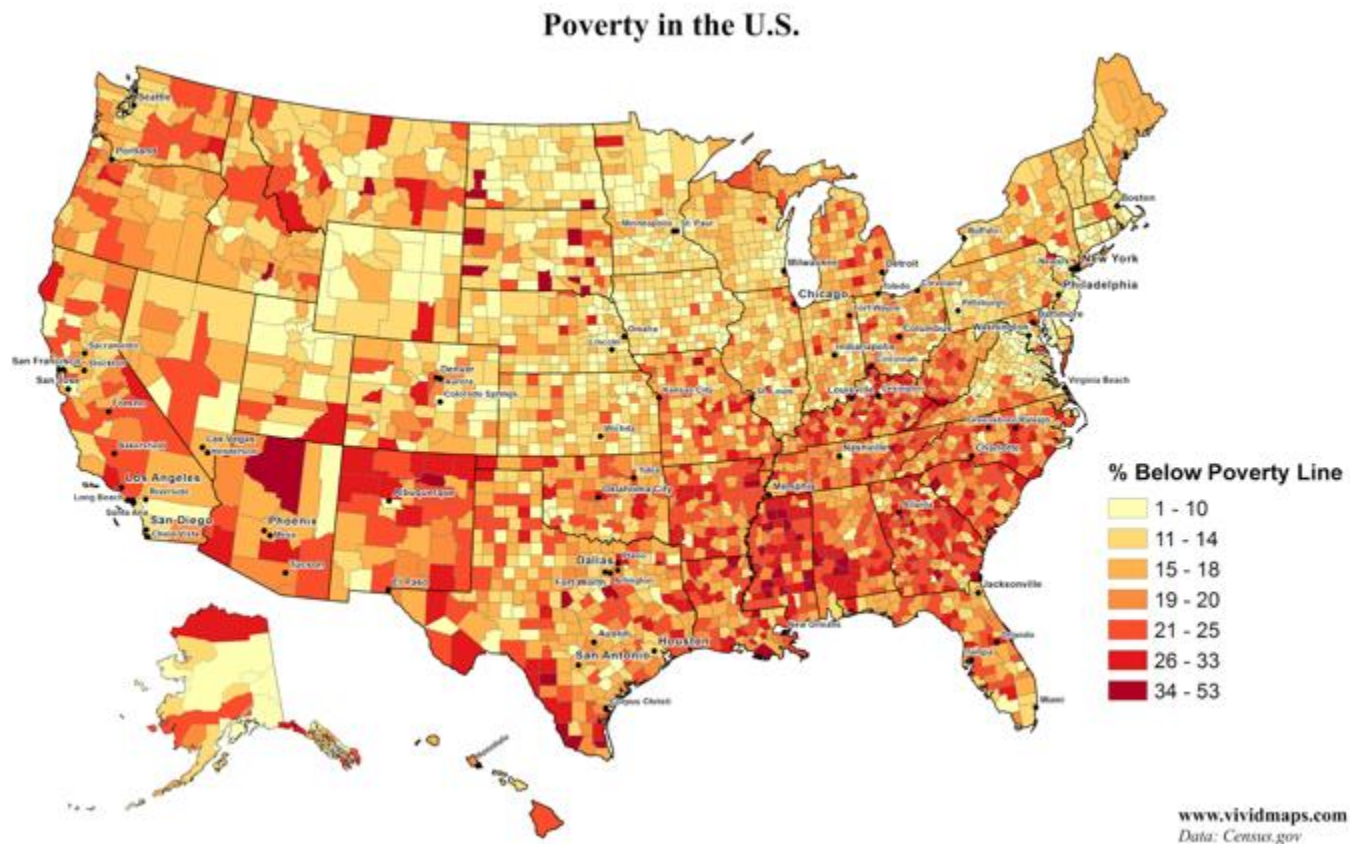 Poverty in the U.S.
Seattle
Portland
Minneapolis
St. Paul
Boston
Buffalo
Milwaukee
Detroit
New York
Newark
Toledo
Cleveland
Chicago
Philadelphia
Fort Wayne
Pittsburgh
Baltimore
Omaha
Columbus
Washington
Lincoln
Indianapolis
Cincinnati
Sacramento
San Francisco
Stockton
San Jose
Denver
Aurora
Colorado Springs
Kansas City
St. Louis
Louisville
Lexington
Virginia Beach
Fresno
Wichita
Greensboro
Raleigh
Las Vegas
Henderson
Bakersfield
Nashville
Charlotte
Tulsa
Los Angeles
Riverside
Long Beach
Santa Ana
Albuquerque
Oklahoma City
Memphis
Atlanta
San Diego
Chula Vista
Phoenix
Mesa
Tucson
Dallas
Plano
Fort Worth
Arlington
El Paso
Jacksonville
Austin
Houston
New Orleans
San Antonio
Orlando
Tampa
Corpus Christi
Miami
Honolulu
% Below Poverty Line
1 - 10
11 - 14
15 - 18
19 - 20
21 - 25
26 - 33
34 - 53
www.vividmaps.com
Data: Census.gov